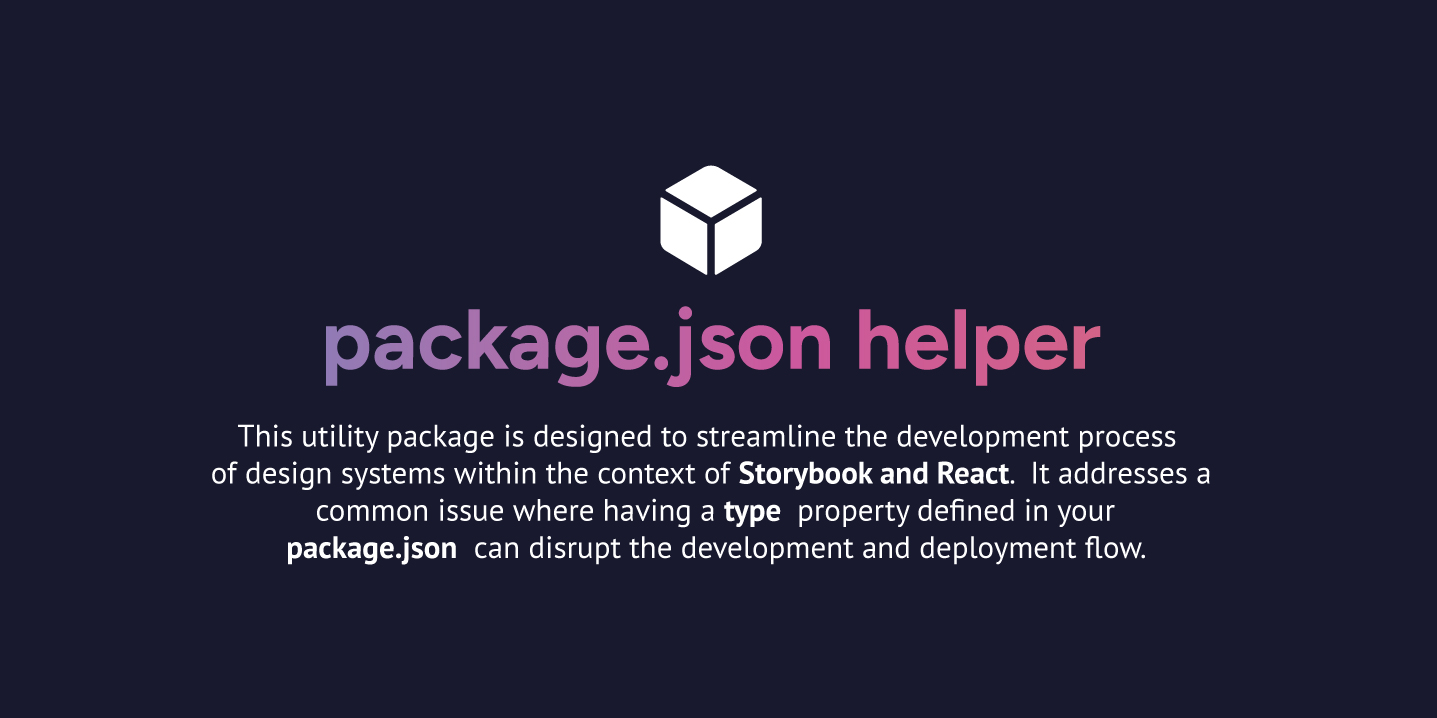 package.json helper
This utility package is designed to streamline the development process
of design systems within the context of Storybook and React. It addresses a
common issue where having a type property defined in your
package.json can disrupt the development and deployment flow.